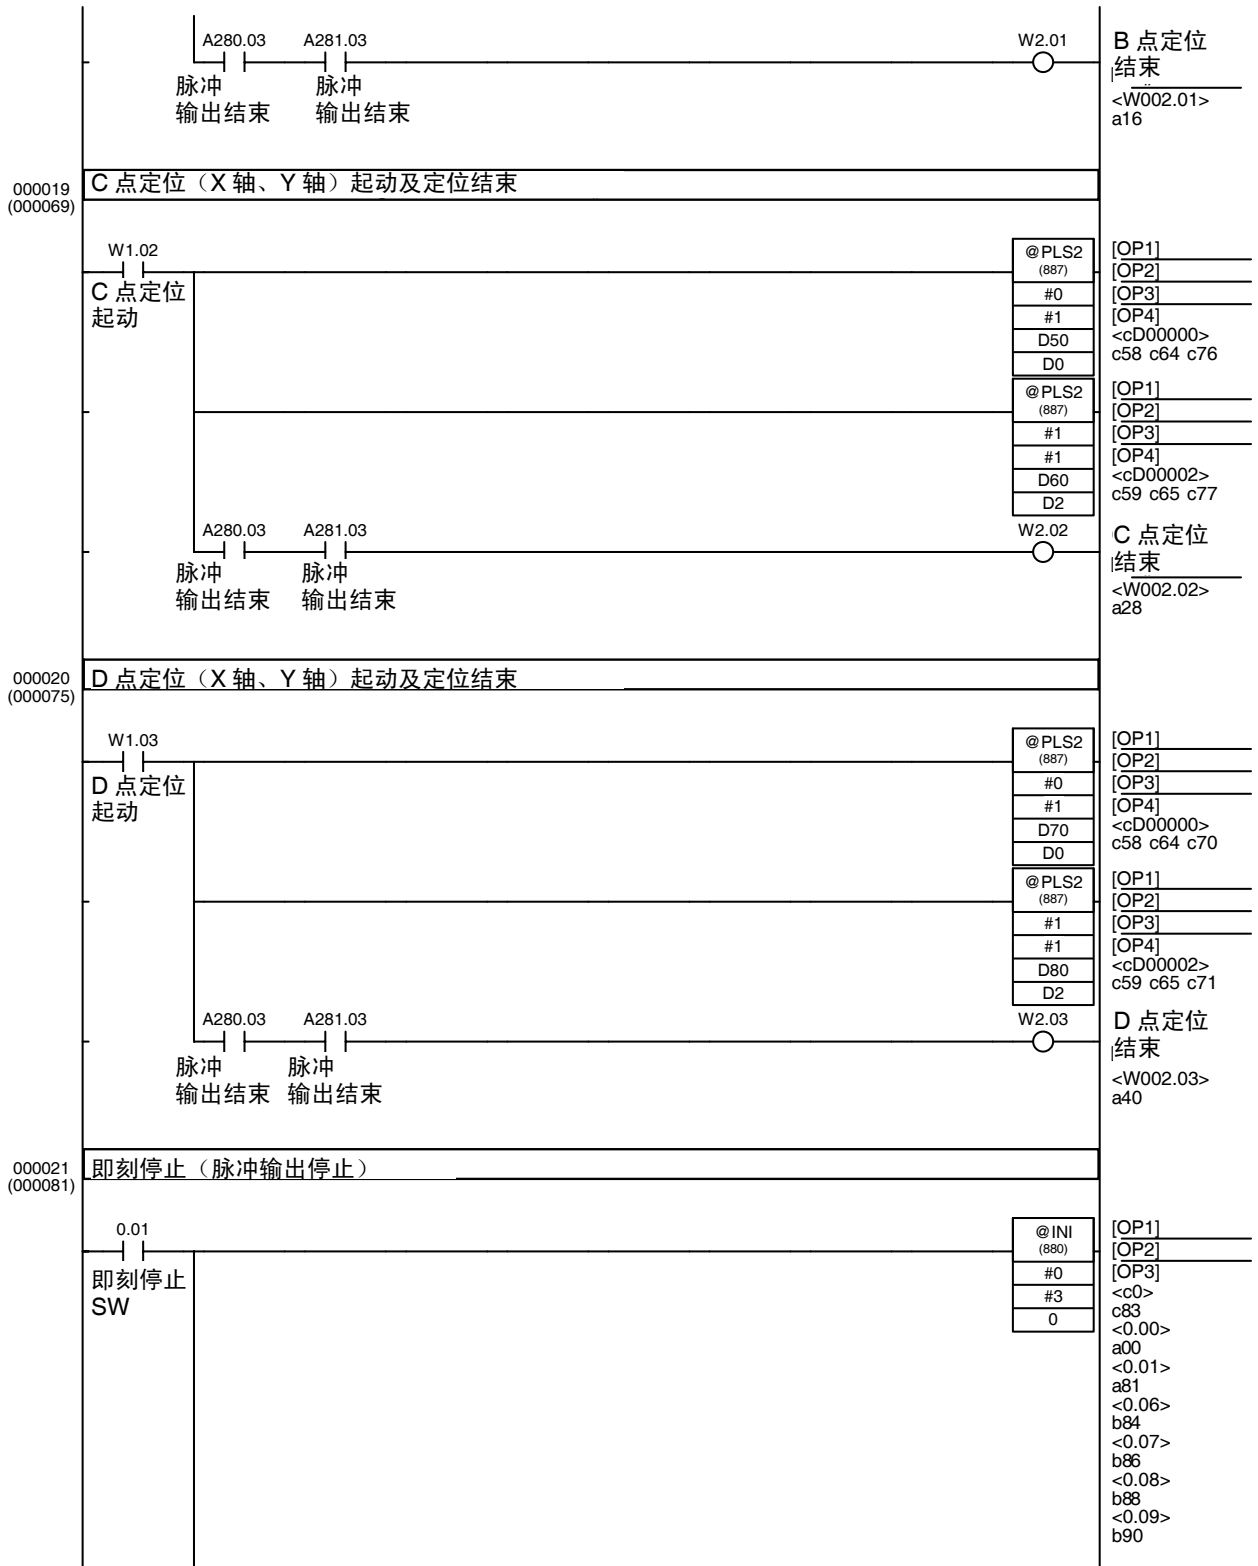 A280.03 A281.03 W2.01 B 点定位
结束
脉冲 脉冲
输出结束 输出结束
<W002.01>
a16
000019
(000069)
C 点定位（X 轴、Y 轴）起动及定位结束
W1.02
C 点定位
起动
@PLS2
(887)
#0
#1
D50
D0
[OP1]
[OP2]
[OP3]
[OP4]
<cD00000>
c58 c64 c76
@PLS2
(887)
#1
#1
D60
D2
[OP1]
[OP2]
[OP3]
[OP4]
<cD00002>
c59 c65 c77
A280.03 A281.03 W2.02 C 点定位
结束
脉冲 脉冲
输出结束 输出结束
<W002.02>
a28
000020
(000075)
D 点定位（X 轴、Y 轴）起动及定位结束
W1.03
D 点定位
起动
@PLS2
(887)
#0
#1
D70
D0
[OP1]
[OP2]
[OP3]
[OP4]
<cD00000>
c58 c64 c70
@PLS2
(887)
#1
#1
D80
D2
[OP1]
[OP2]
[OP3]
[OP4]
<cD00002>
c59 c65 c71
A280.03 A281.03 W2.03 D 点定位
结束
脉冲 脉冲
输出结束 输出结束
<W002.03>
a40
000021
(000081)
即刻停止（脉冲输出停止）
0.01
即刻停止
SW
@INI
(880)
#0
#3
0
[OP1]
[OP2]
[OP3]
<c0>
c83
<0.00>
a00
<0.01>
a81
<0.06>
b84
<0.07>
b86
<0.08>
b88
<0.09>
b90